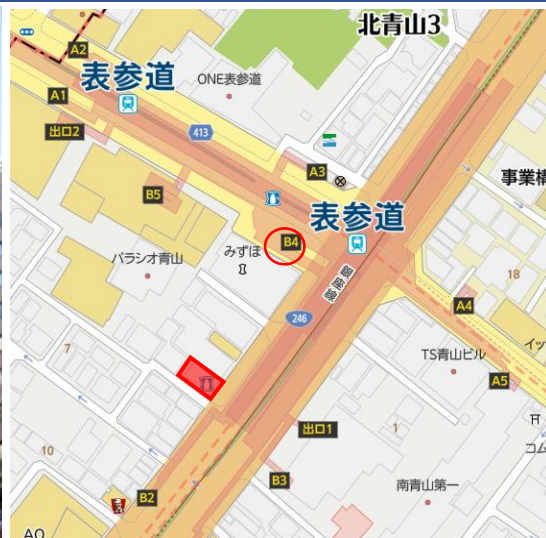 北青山3
A2
表参道
ONE表参道
A1
413
出口2
A3
事業構
B5
表参道
B4
みずほ
パラシオ青山
銀座線
18
246
A4
イッ
7
TS青山ビル
A5
出口1
1
コム
10
B3
南青山第一
B2
AO